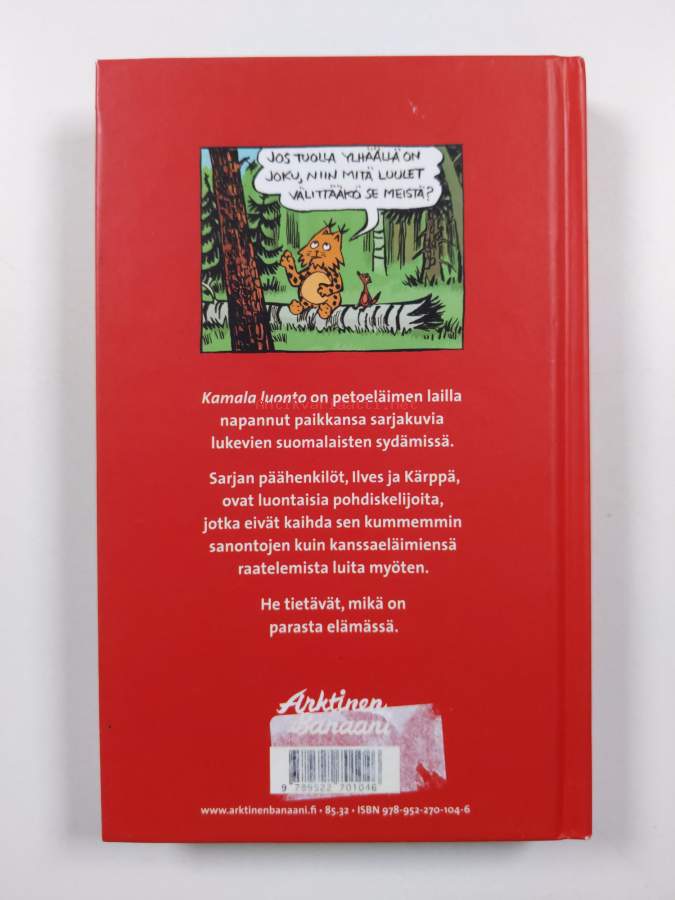 JOS TUOLLA YLHÄÄLLÄ ON
JOKU, NIIN MITÄ LUULET
VÄLITTÄÄKÖ SE MEISTÄ?
Kamala luonto on petoeläimen lailla
antikvariaatti.net
napannut paikkansa sarjakuvia
lukevien suomalaisten sydämissä.
Sarjan päähenkilöt, Ilves ja Kärppä,
ovat luontaisia pohdiskelijoita,
jotka eivät kaihda sen kummemmin
sanontojen kuin kanssaeläimiensä
raatelemista luita myöten.
He tietävät, mikä on
parasta elämässä.
Arktinen
Banaani
9 789522 701046
www.arktinenbanaani.fi • 85.32 • ISBN 978-952-270-104-6